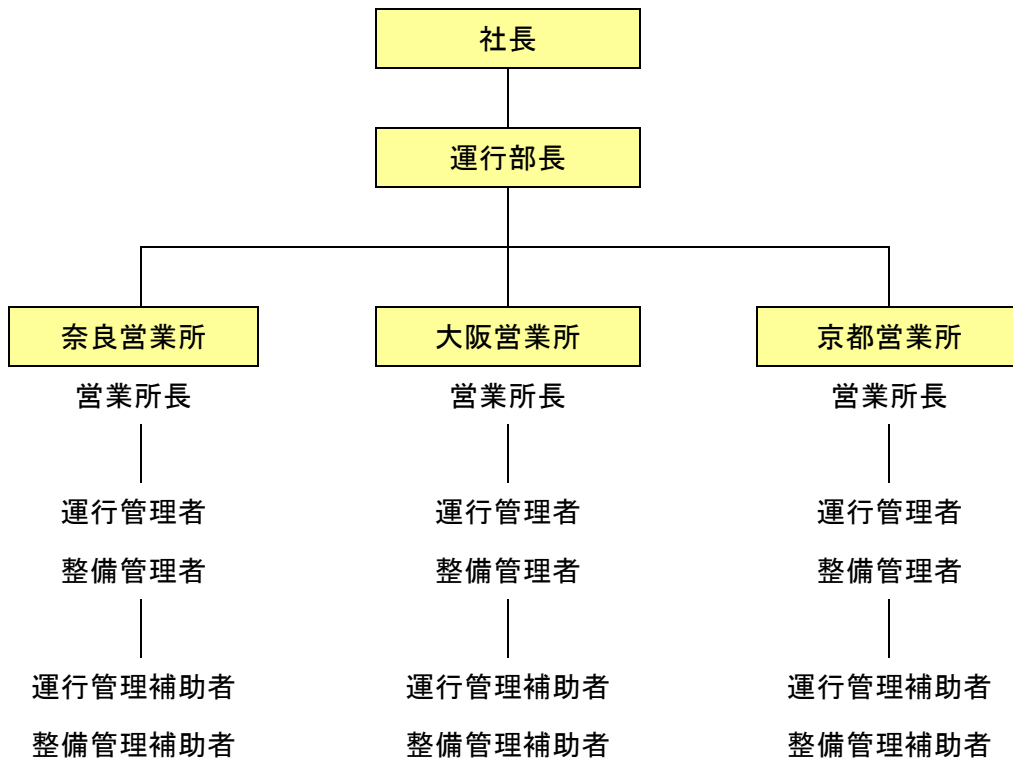 社長
運行部長
奈良営業所
大阪営業所
京都営業所
営業所長
営業所長
営業所長
運行管理者
運行管理者
運行管理者
整備管理者
整備管理者
整備管理者
運行管理補助者
運行管理補助者
運行管理補助者
整備管理補助者
整備管理補助者
整備管理補助者